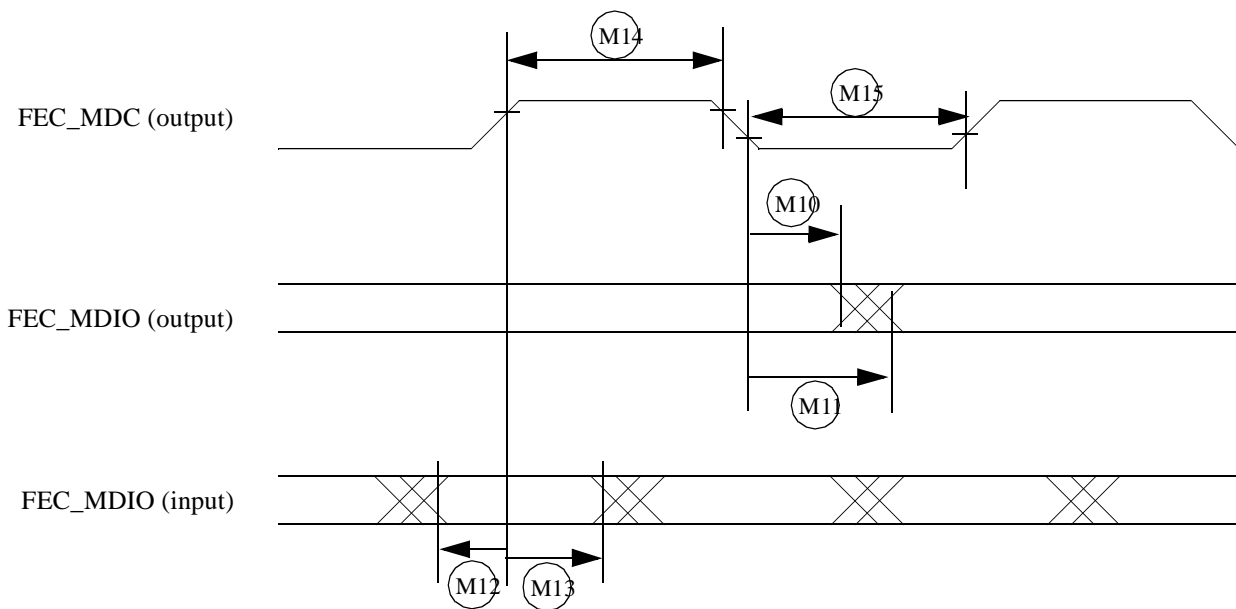 M14
FEC_MDC (output)
M15
M10
FEC_MDIO (output)
M11
FEC_MDIO (input)
M12
M13